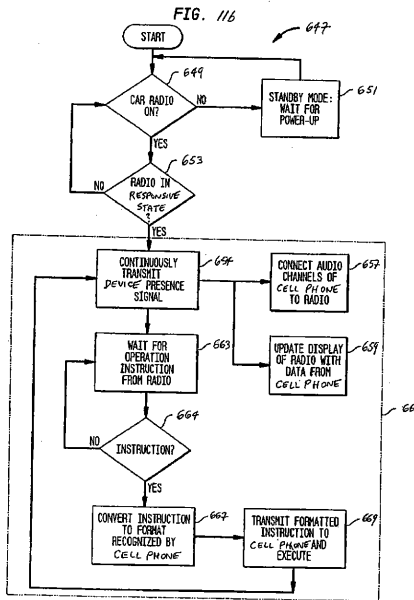 FIG. 11b
647
START
649
CAR RADIO
ON?
NO
STANDBY MODE:
WAIT FOR
POWER-UP
651
YES
653
RADIO IN
RESPONSIVE
STATE
?
NO
YES
CONTINUOUSLY
TRANSMIT
DEVICE PRESENCE
SIGNAL
654
CONNECT AUDIO
CHANNELS OF
CELL PHONE
TO RADIO
657
WAIT FOR
OPERATION
INSTRUCTION
FROM RADIO
663
UPDATE DISPLAY
OF RADIO WITH
DATA FROM
CELL PHONE
659
664
INSTRUCTION?
NO
YES
CONVERT INSTRUCTION
TO FORMAT
RECOGNIZED BY
CELL PHONE
667
TRANSMIT FORMATTED
INSTRUCTION TO
CELL PHONE AND
EXECUTE
669